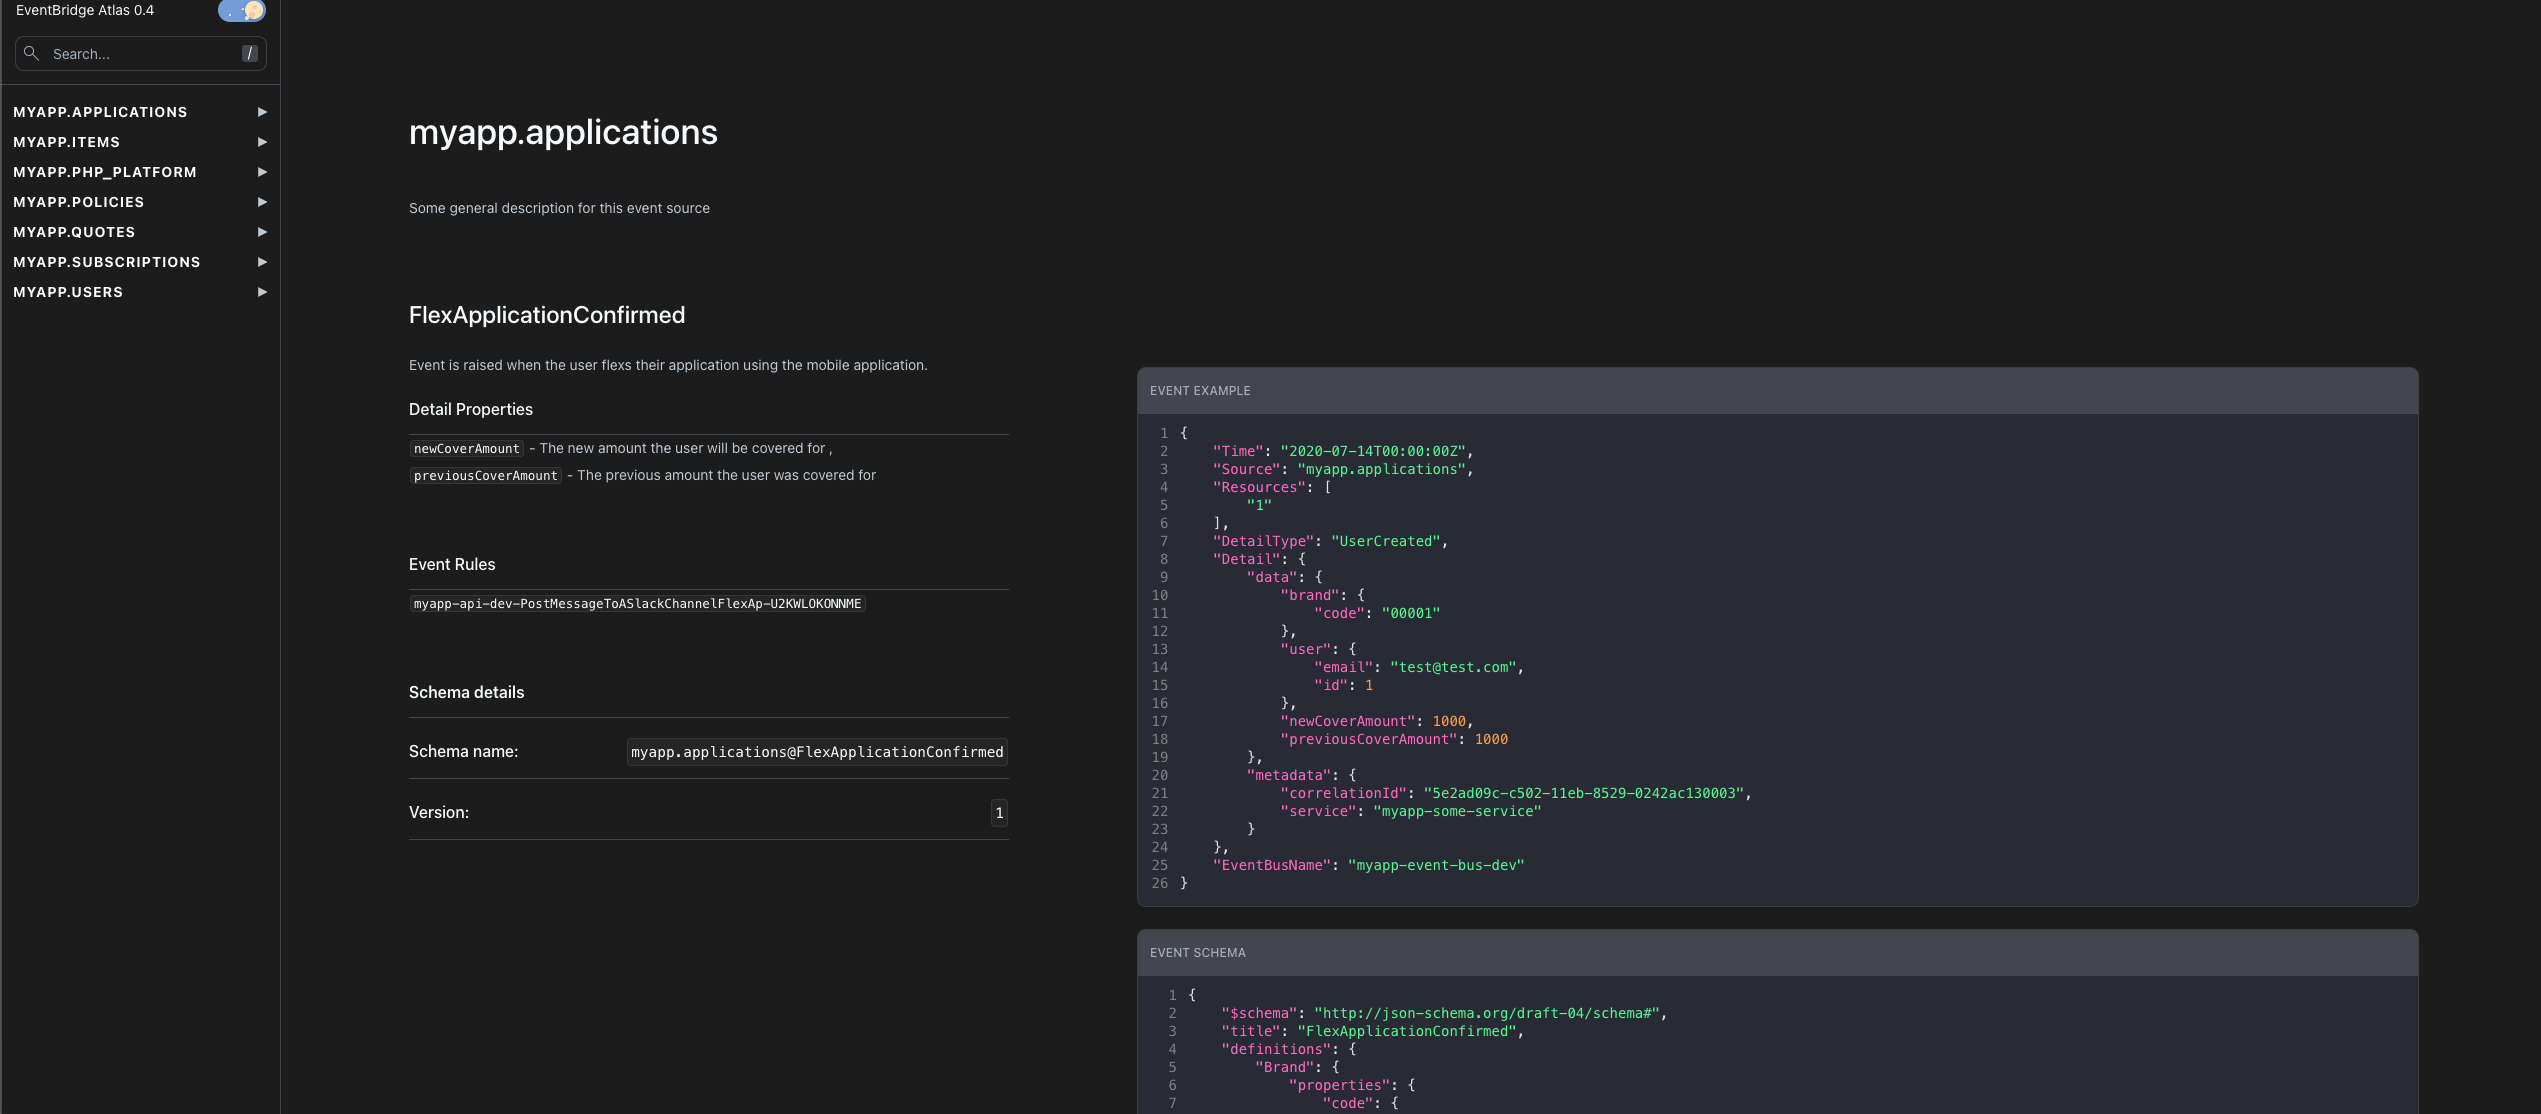 EventBridge Atlas 0.4
Search...
/
MYAPP.APPLICATIONS
MYAPP.ITEMS
MYAPP.PHP_PLATFORM
MYAPP.POLICIES
MYAPP.QUOTES
MYAPP.SUBSCRIPTIONS
MYAPP.USERS
myapp.applications
Some general description for this event source
FlexApplicationConfirmed
Event is raised when the user flexs their application using the mobile application.
Detail Properties
newCoverAmount - The new amount the user will be covered for ,
previousCoverAmount - The previous amount the user was covered for
Event Rules
myapp-api-dev-PostMessageToASlackChannelFlexAp-U2KWLOKONNME
Schema details
Schema name: myapp.applications@FlexApplicationConfirmed
Version: 1
EVENT EXAMPLE
1 {
2     "Time": "2020-07-14T00:00:00Z",
3     "Source": "myapp.applications",
4     "Resources": [
5         "1"
6     ],
7     "DetailType": "UserCreated",
8     "Detail": {
9         "data": {
10             "brand": {
11                 "code": "00001"
12             },
13             "user": {
14                 "email": "test@test.com",
15                 "id": 1
16             },
17             "newCoverAmount": 1000,
18             "previousCoverAmount": 1000
19         },
20         "metadata": {
21             "correlationId": "5e2ad09c-c502-11eb-8529-0242ac130003",
22             "service": "myapp-some-service"
23         }
24     },
25     "EventBusName": "myapp-event-bus-dev"
26 }
EVENT SCHEMA
1 {
2     "$schema": "http://json-schema.org/draft-04/schema#",
3     "title": "FlexApplicationConfirmed",
4     "definitions": {
5         "Brand": {
6             "properties": {
7                 "code": {